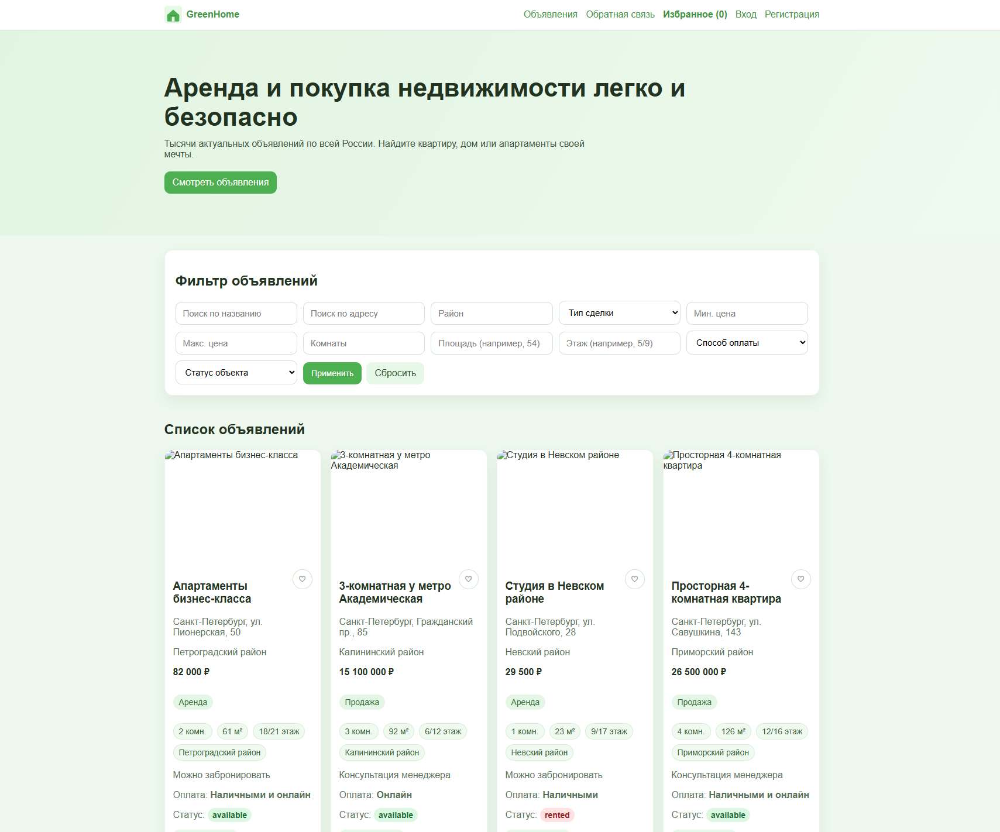 GreenHome
Объявления Обратная связь Избранное (0) Вход Регистрация
Аренда и покупка недвижимости легко и
безопасно
Тысячи актуальных объявлений по всей России. Найдите квартиру, дом или апартаменты своей
мечты.
Смотреть объявления
Фильтр объявлений
Поиск по названию Поиск по адресу Район Тип сделки Мин. цена
Макс. цена Комнаты Площадь (например, 54) Этаж (например, 5/9) Способ оплаты
Статус объекта Применить Сбросить
Список объявлений
Апартаменты бизнес-класса
Апартаменты
бизнес-класса
Санкт-Петербург, ул.
Пионерская, 50
Петроградский район
82 000 ₽
Аренда
2 комн. 61 м² 18/21 этаж
Петроградский район
Можно забронировать
Оплата: Наличными и онлайн
Статус: available
3-комнатная у метро
Академическая
3-комнатная у метро
Академическая
Санкт-Петербург, Гражданский
пр., 85
Калининский район
15 100 000 ₽
Продажа
3 комн. 92 м² 6/12 этаж
Калининский район
Консультация менеджера
Оплата: Онлайн
Статус: available
Студия в Невском районе
Студия в Невском
районе
Санкт-Петербург, ул.
Подвойского, 28
Невский район
29 500 ₽
Аренда
1 комн. 23 м² 9/17 этаж
Невский район
Можно забронировать
Оплата: Наличными
Статус: rented
Просторная 4-комнатная
квартира
Просторная 4-
комнатная квартира
Санкт-Петербург, ул.
Савушкина, 143
Приморский район
26 500 000 ₽
Продажа
4 комн. 126 м² 12/16 этаж
Приморский район
Консультация менеджера
Оплата: Наличными и онлайн
Статус: available